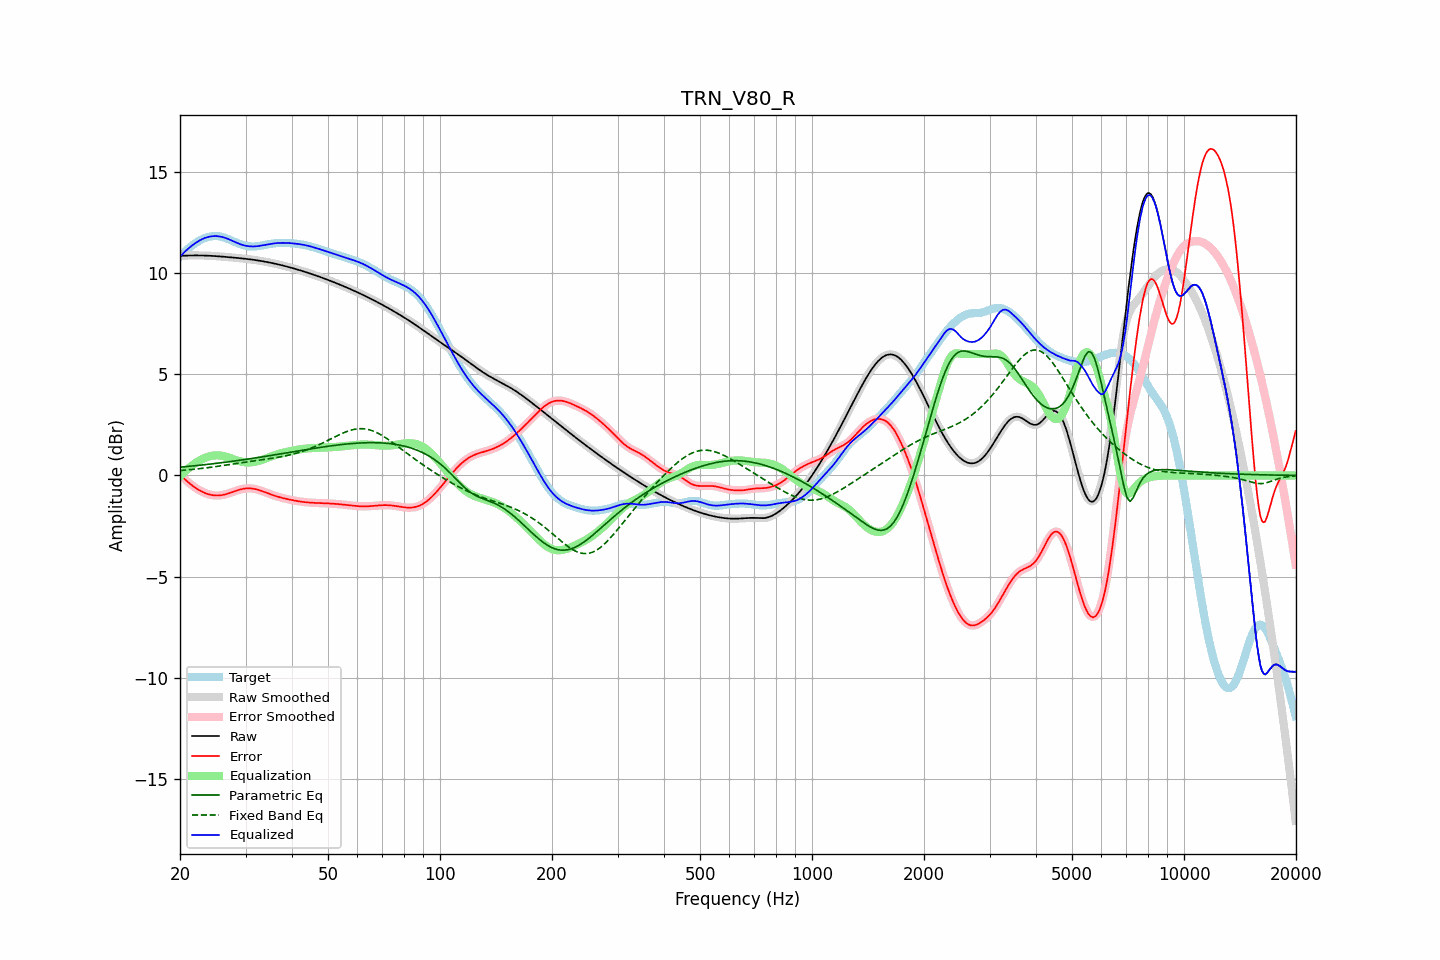 TRN_V80_R
15
10
5
0
−5
−10
−15
Amplitude (dBr)
Target
Raw Smoothed
Error Smoothed
Raw
Error
Equalization
Parametric Eq
Fixed Band Eq
Equalized
20 50 100 200 500 1000 2000 5000 10000 20000
Frequency (Hz)